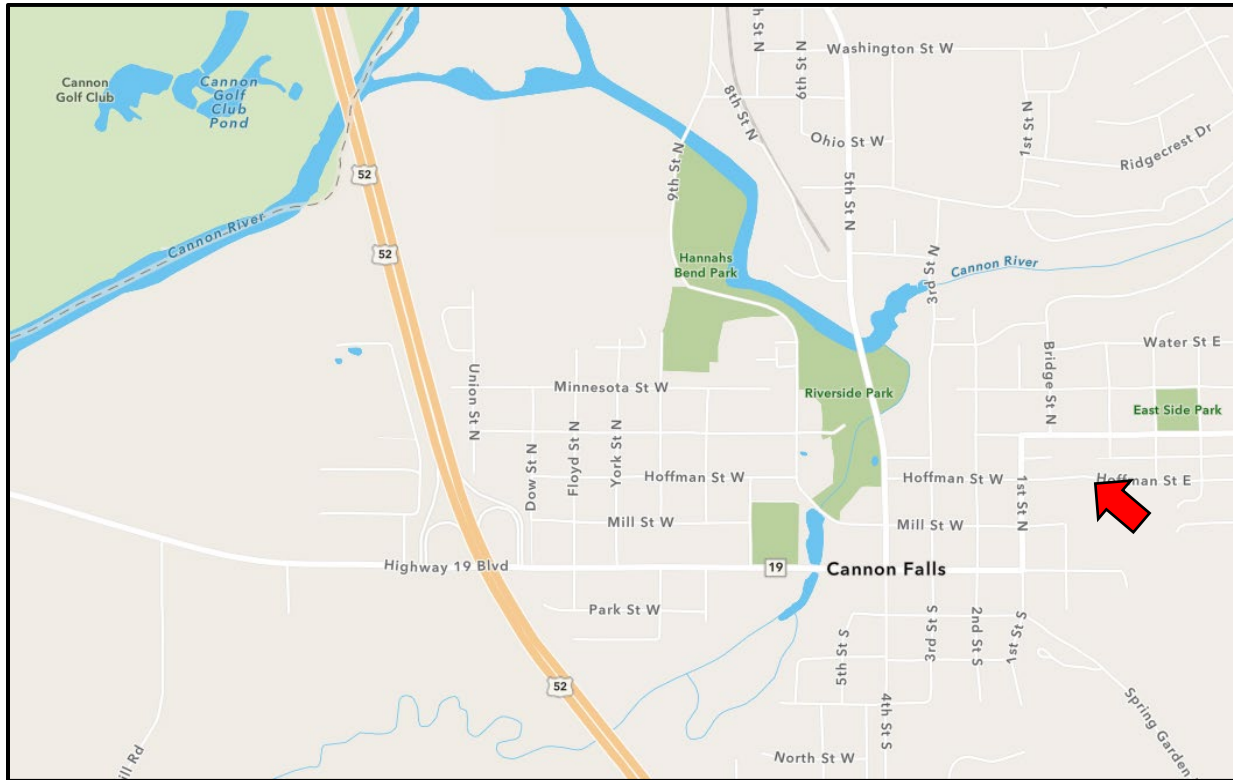 Washington St W
6th St N
8th St N
Cannon
Golf Club
Cannon
Golf
Club
Pond
1st St N
Ohio St W
Ridgecrest Dr
9th St N
52
5th St N
Cannon River
52
Hannahs
Bend Park
3rd St N
Cannon River
Water St E
Bridge St N
Union St N
Minnesota St W
Riverside Park
East Side Park
Dow St N
Floyd St N
York St N
Hoffman St W
Hoffman St W
1st St N
Hoffman St E
Mill St W
Mill St W
Highway 19 Blvd
19
Cannon Falls
Park St W
5th St S
3rd St S
2nd St S
1st St S
52
4th St S
Spring Garden
North St W